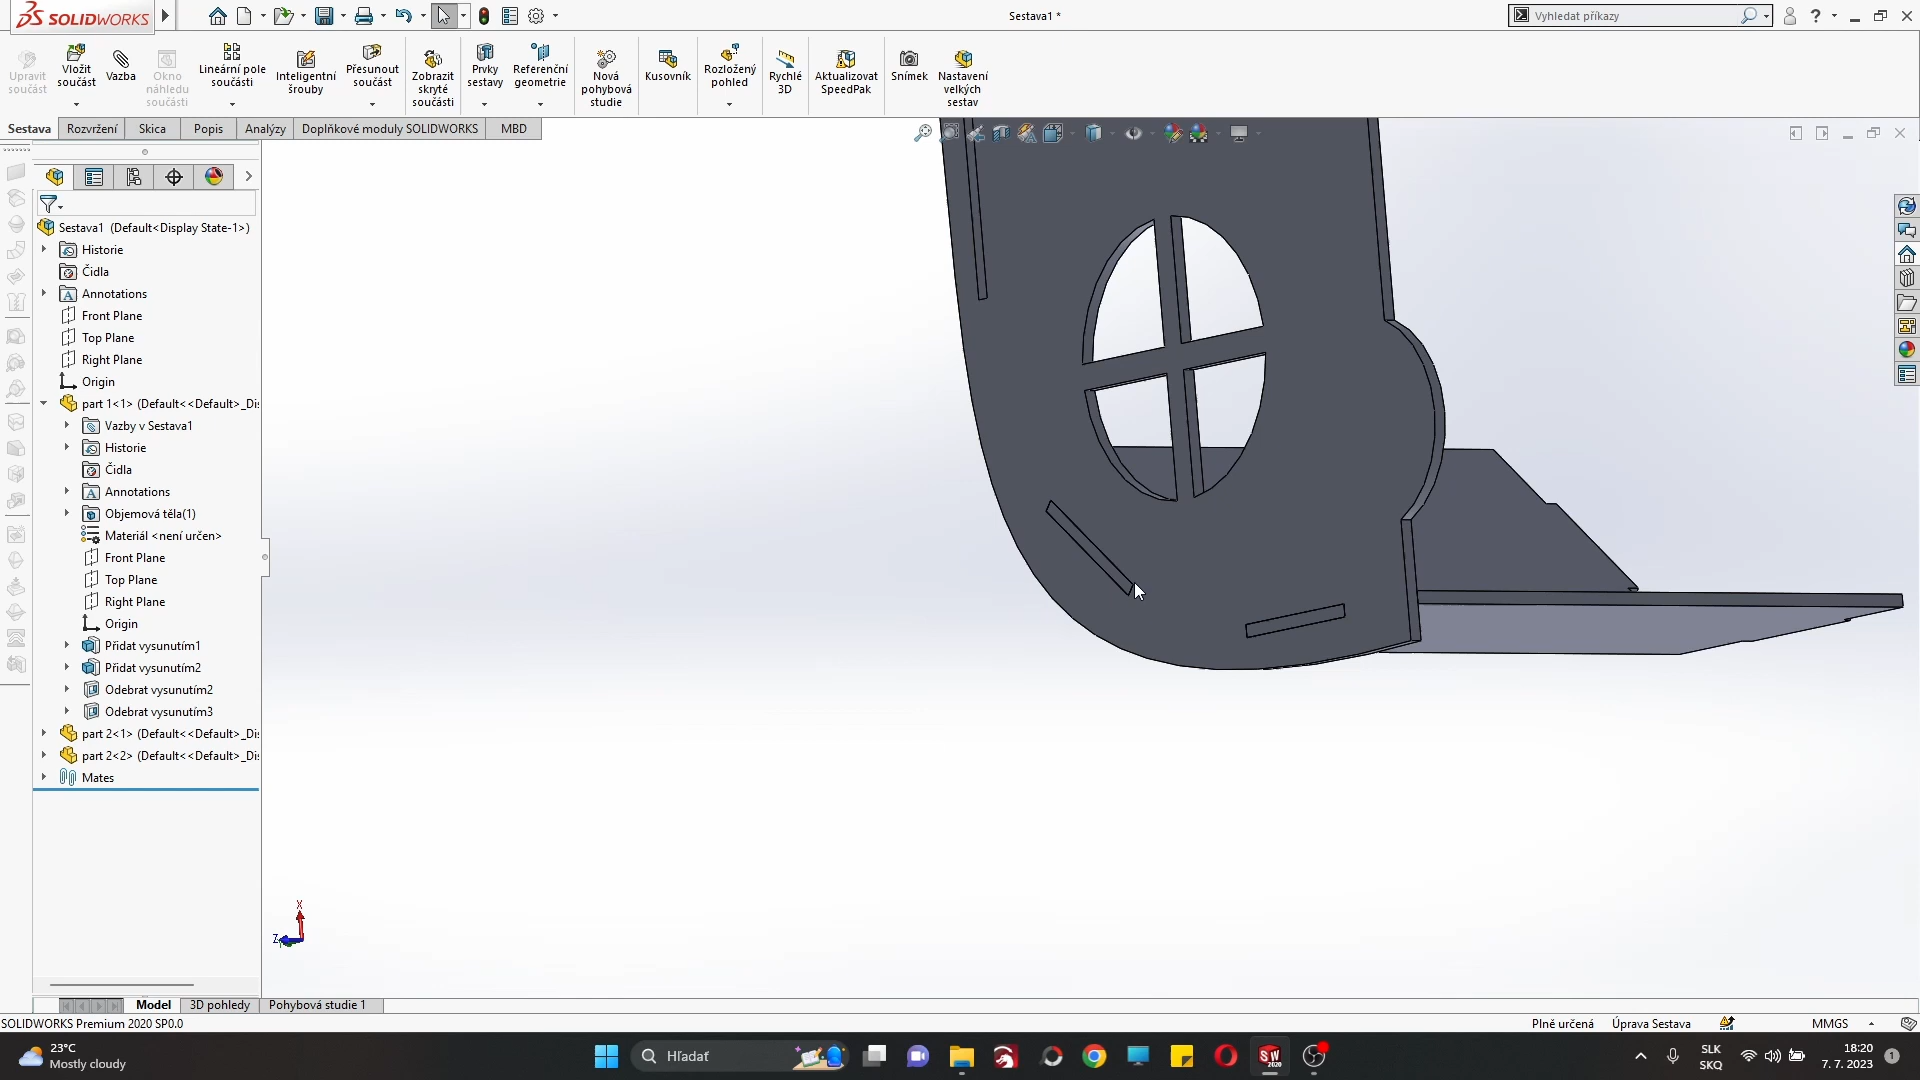 SOLIDWORKS
Sestava1 *
Vyhledat příkazy
Upravit součást
Vložit součást
Vazba
Okno náhledu součásti
Lineární pole součásti
Inteligentní šrouby
Přesunout součást
Zobrazit skryté součásti
Prvky sestavy
Referenční geometrie
Nová pohybová studie
Kusovník
Rozložený pohled
Rychlé 3D
Aktualizovat SpeedPak
Snímek
Nastavení velkých sestav
Sestava
Rozvržení
Skica
Popis
Analýzy
Doplňkové moduly SOLIDWORKS
MBD
Sestava1 (Default<Display State-1>)
Historie
Čidla
Annotations
Front Plane
Top Plane
Right Plane
Origin
part 1<1> (Default<<Default>_Di
Vazby v Sestava1
Historie
Čidla
Annotations
Objemová těla(1)
Materiál <není určen>
Front Plane
Top Plane
Right Plane
Origin
Přidat vysunutím1
Přidat vysunutím2
Odebrat vysunutím2
Odebrat vysunutím3
part 2<1> (Default<<Default>_Di
part 2<2> (Default<<Default>_Di
Mates
X
Z
Model
3D pohledy
Pohybová studie 1
SOLIDWORKS Premium 2020 SP0.0
Plně určená
Úprava Sestava
MMGS
23°C
Mostly cloudy
Hľadať
SW
2020
SLK
SKQ
18:20
7. 7. 2023
1